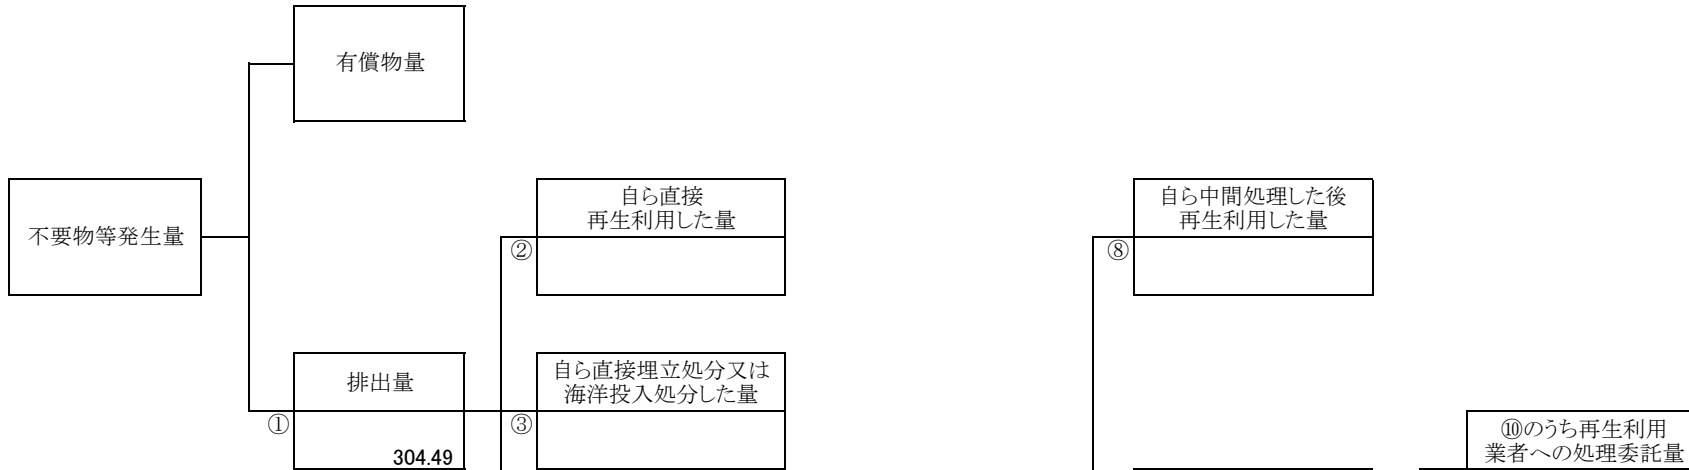 有償物量
不要物等発生量
自ら直接
再生利用した量
②
自ら中間処理した後
再生利用した量
⑧
排出量
①
304.49
自ら直接埋立処分又は
海洋投入処分した量
③
⑩のうち再生利用
業者への処理委託量